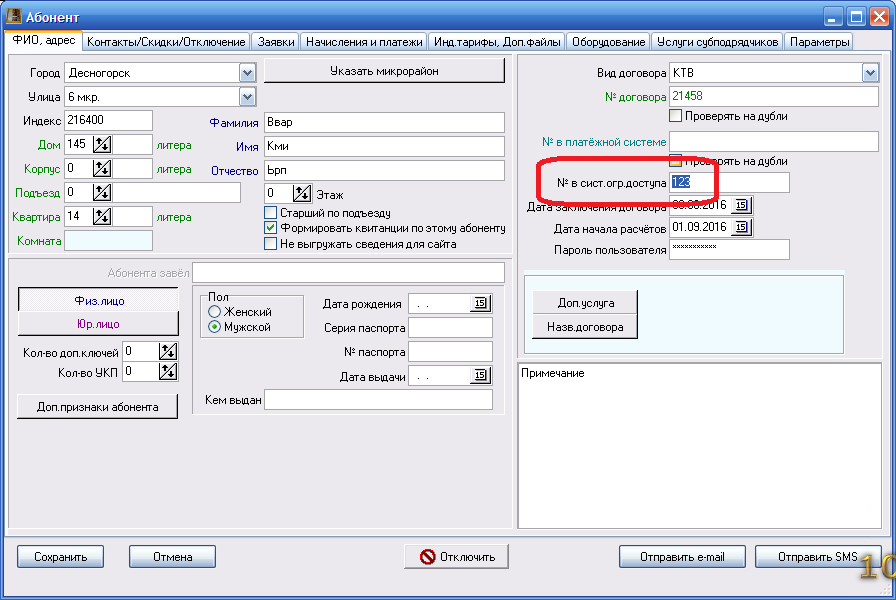 Абонент
ФИО, адрес Контакты/Скидки/Отключение Заявки Начисления и платежи Инд.тарифы, Доп.файлы Оборудование Услуги субподрядчиков Параметры
Город Десногорск
Улица 6 мкр.
Индекс 216400
Дом 145 литера
Корпус 0 литера
Подъезд 0
Квартира 14 литера
Комната
Указать микрорайон
Фамилия Ввар
Имя Кми
Отчество Ьрп
0 Этаж
Старший по подъезду
Формировать квитанции по этому абоненту
Не выгружать сведения для сайта
Вид договора КТВ
№ договора 21458
Проверять на дубли
№ в платёжной системе
Проверять на дубли
№ в сист.огр.доступа 123
Дата заключения договора 2016 15
Дата начала расчётов 01.09.2016 15
Пароль пользователя ***********
Абонента завёл
Физ.лицо
Юр.лицо
Кол-во доп.ключей 0
Кол-во УКП 0
Доп.признаки абонента
Пол
Женский
Мужской
Дата рождения . . 15
Серия паспорта
№ паспорта
Дата выдачи . . 15
Кем выдан
Доп.услуга
Назв.договора
Примечание
Сохранить Отмена Отключить Отправить e-mail Отправить SMS
10